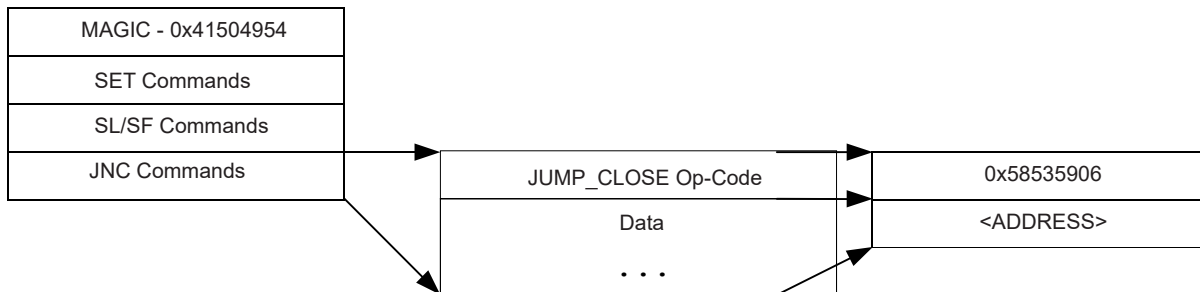 MAGIC - 0x41504954
SET Commands
SL/SF Commands
JNC Commands
JUMP_CLOSE Op-Code
Data
. . .
0x58535906
<ADDRESS>